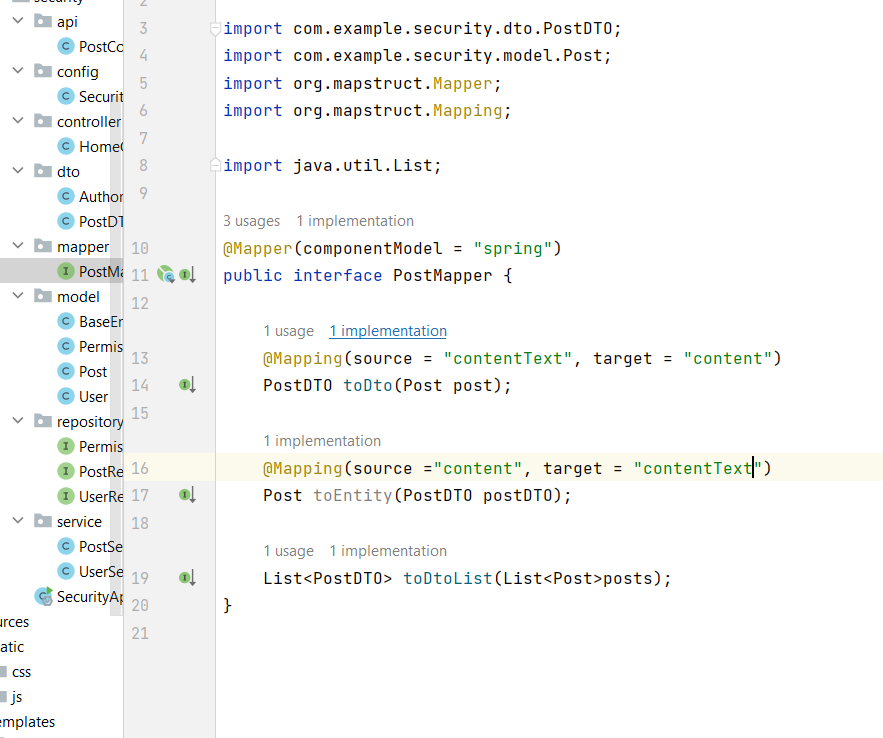 security
api
PostCo
config
Securit
controller
HomeC
dto
Author
PostDT
mapper
PostMa
model
BaseEn
Permis
Post
User
repository
Permis
PostRe
UserRe
service
PostSe
UserSe
SecurityAp
urces
atic
css
js
emplates
2
3 import com.example.security.dto.PostDTO;
4 import com.example.security.model.Post;
5 import org.mapstruct.Mapper;
6 import org.mapstruct.Mapping;
7
8 import java.util.List;
9
3 usages 1 implementation
10 @Mapper(componentModel = "spring")
11 public interface PostMapper {
12
1 usage 1 implementation
13 @Mapping(source = "contentText", target = "content")
14 PostDTO toDto(Post post);
15
1 implementation
16 @Mapping(source ="content", target = "contentText")
17 Post toEntity(PostDTO postDTO);
18
1 usage 1 implementation
19 List<PostDTO> toDtoList(List<Post>posts);
20 }
21